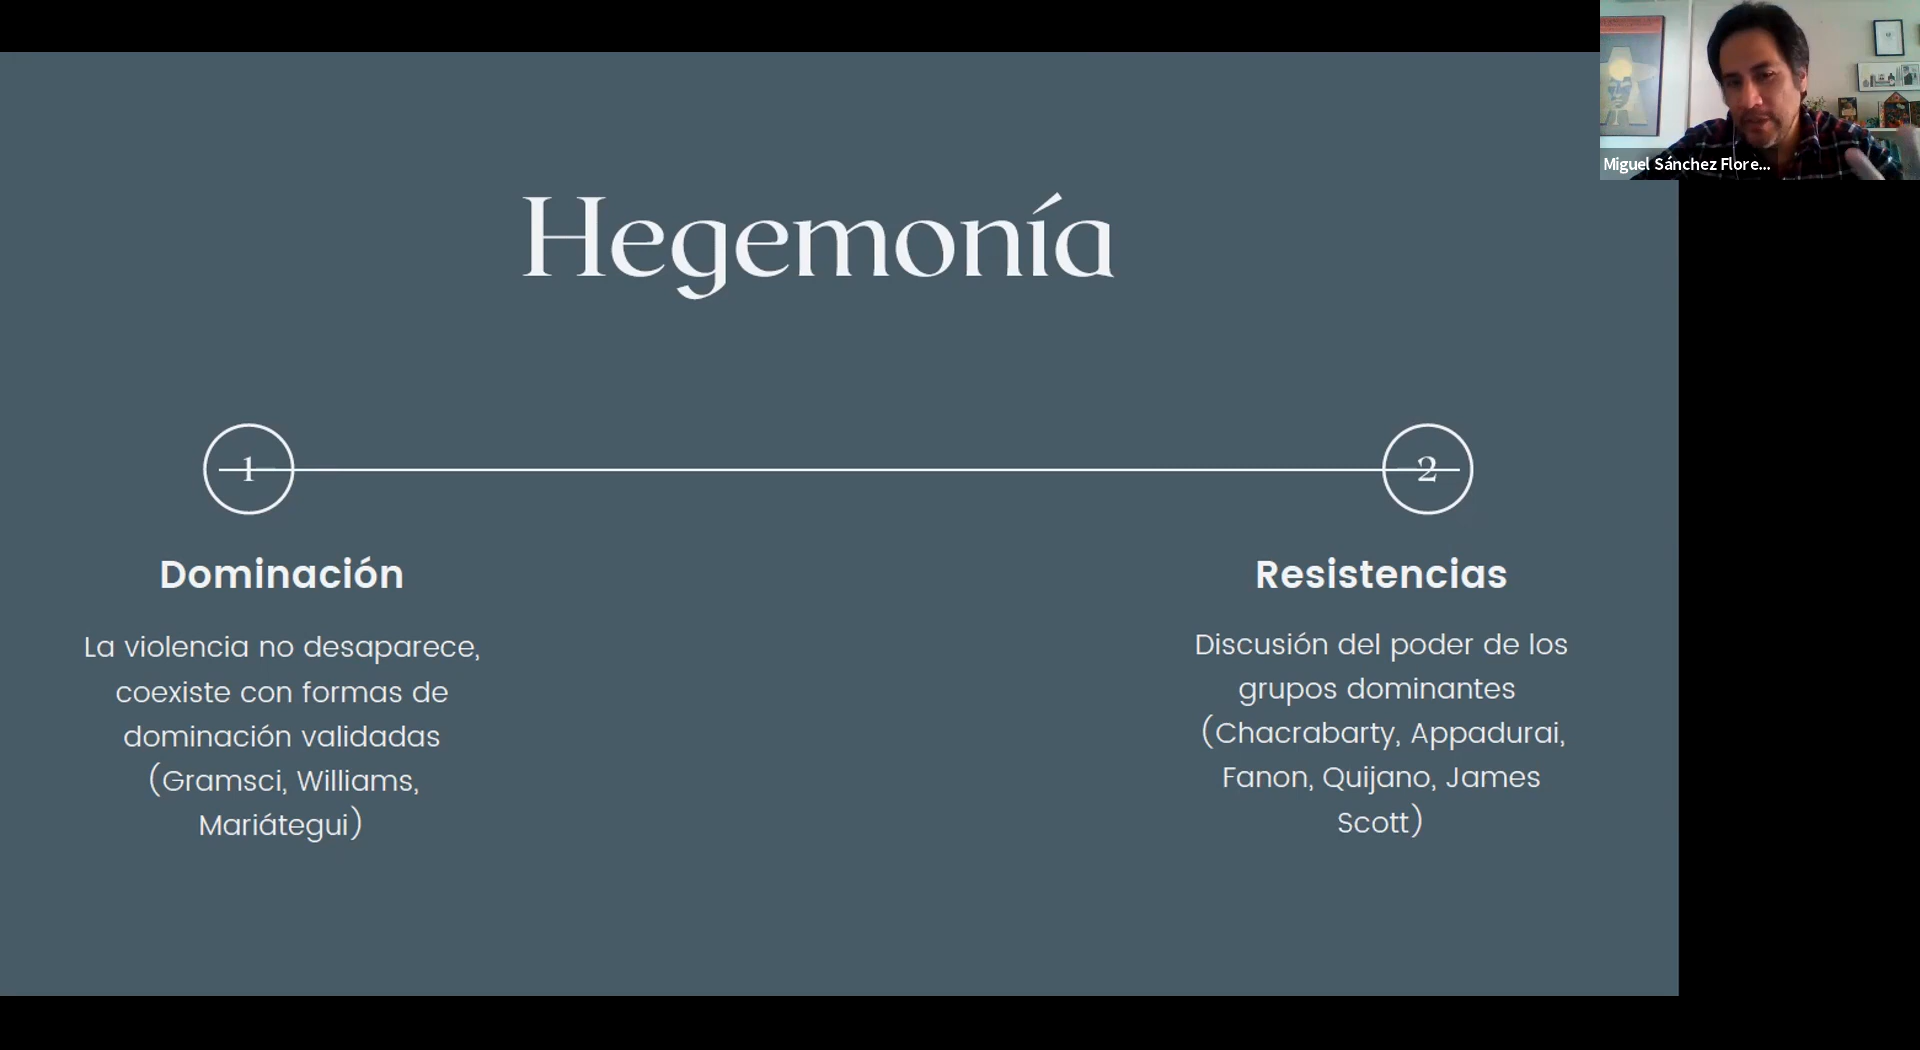 Hegemonía
1
2
Dominación
La violencia no desaparece,
coexiste con formas de
dominación validadas
(Gramsci, Williams,
Mariátegui)
Resistencias
Discusión del poder de los
grupos dominantes
(Chacrabarty, Appadurai,
Fanon, Quijano, James
Scott)
Miguel Sánchez Flore...